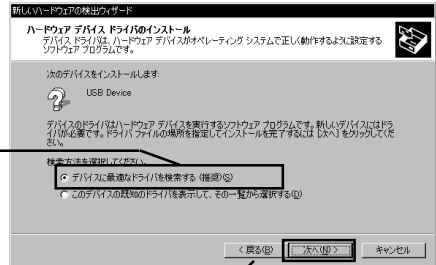 新しいハードウェアの検出ウィザード
ハードウェア デバイス ドライバのインストール
デバイス ドライバは、ハードウェア デバイスがオペレーティング システムで正しく動作するように設定する
ソフトウェア プログラムです。
次のデバイスをインストールします:
USB Device
デバイスのドライバはハードウェア デバイスを実行するソフトウェア プログラムです。新しいデバイスにはドラ
イバが必要です。ドライバ ファイルの場所を指定してインストールを完了するには [次へ] をクリックしてくだ
さい。
検索方法を選択してください。
デバイスに最適なドライバを検索する (推奨)(S)
このデバイスの既知のドライバを表示して、その一覧から選択する(D)
< 戻る(B) 次へ(N) > キャンセル